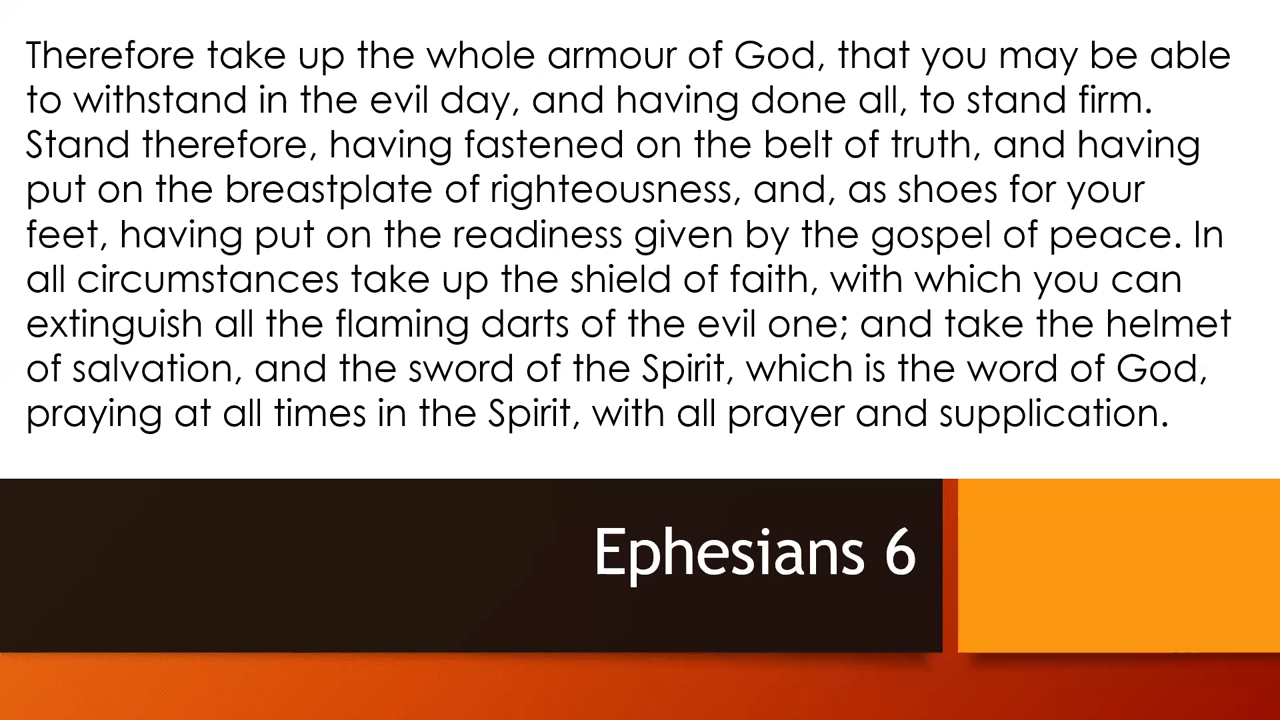 Therefore take up the whole armour of God, that you may be able
to withstand in the evil day, and having done all, to stand firm.
Stand therefore, having fastened on the belt of truth, and having
put on the breastplate of righteousness, and, as shoes for your
feet, having put on the readiness given by the gospel of peace. In
all circumstances take up the shield of faith, with which you can
extinguish all the flaming darts of the evil one; and take the helmet
of salvation, and the sword of the Spirit, which is the word of God,
praying at all times in the Spirit, with all prayer and supplication.
Ephesians 6